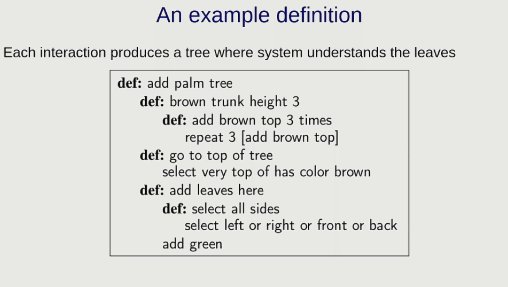 An example definition
Each interaction produces a tree where system understands the leaves
def: add palm tree
def: brown trunk height 3
def: add brown top 3 times
repeat 3 [add brown top]
def: go to top of tree
select very top of has color brown
def: add leaves here
def: select all sides
select left or right or front or back
add green